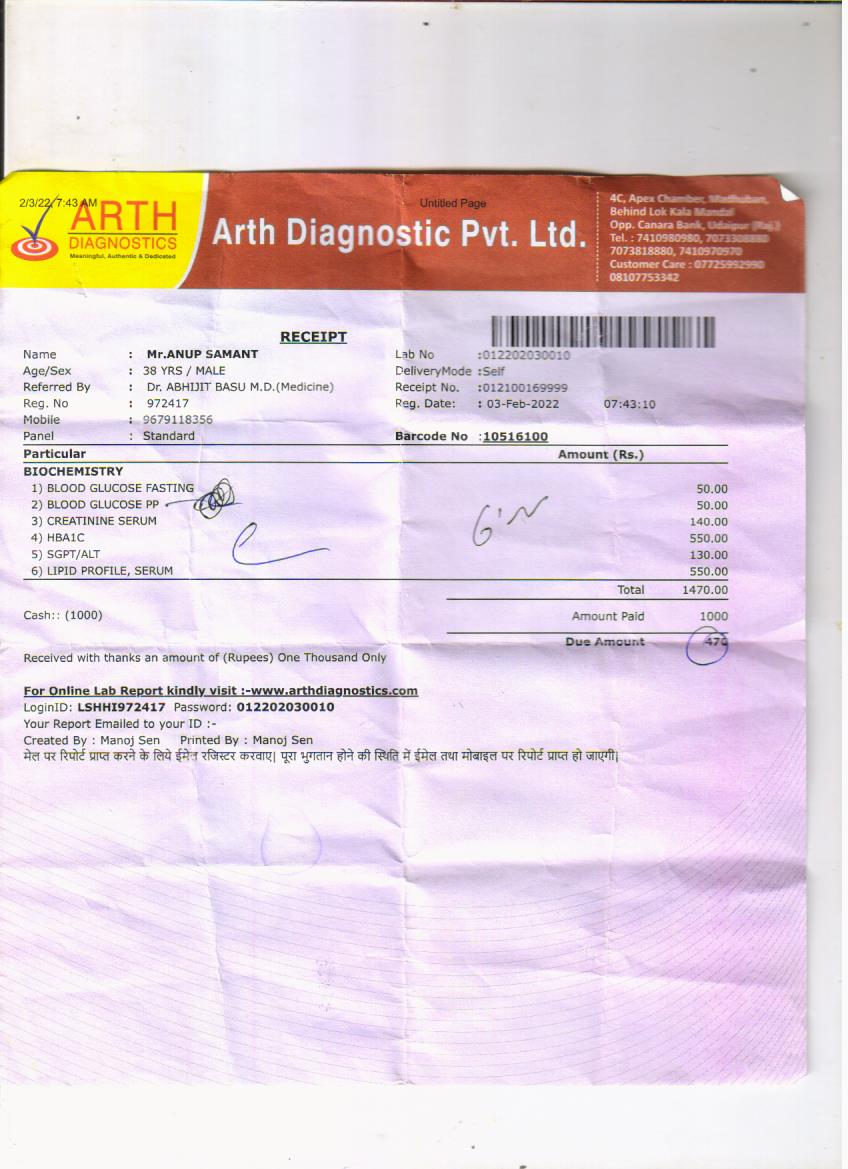 2/3/22, 7:43 AM
Untitled Page
ARTH
DIAGNOSTICS
Meaningful, Authentic & Dedicated
Arth Diagnostic Pvt. Ltd.
4C, Apex Chamber, Madhuban,
Behind Lok Kala Mandal
Opp. Canara Bank, Udaipur (Raj.)
Tel. : 7410980980, 7073308880
7073818880, 7410970970
Customer Care : 07725992990
08107753342
RECEIPT
Name : Mr.ANUP SAMANT Lab No :012202030010
Age/Sex : 38 YRS / MALE DeliveryMode :Self
Referred By : Dr. ABHIJIT BASU M.D.(Medicine) Receipt No. :012100169999
Reg. No : 972417 Reg. Date: : 03-Feb-2022 07:43:10
Mobile : 9679118356
Panel : Standard Barcode No :10516100
Particular Amount (Rs.)
BIOCHEMISTRY
1) BLOOD GLUCOSE FASTING 50.00
2) BLOOD GLUCOSE PP 50.00
3) CREATININE SERUM 140.00
4) HBA1C 550.00
5) SGPT/ALT 130.00
6) LIPID PROFILE, SERUM 550.00
Total 1470.00
Cash:: (1000) Amount Paid 1000
Due Amount 470
Received with thanks an amount of (Rupees) One Thousand Only
For Online Lab Report kindly visit :-www.arthdiagnostics.com
LoginID: LSHHI972417 Password: 012202030010
Your Report Emailed to your ID :-
Created By : Manoj Sen Printed By : Manoj Sen
मेल पर रिपोर्ट प्राप्त करने के लिये ईमेल रजिस्टर करवाए| पूरा भुगतान होने की स्थिति में ईमेल तथा मोबाइल पर रिपोर्ट प्राप्त हो जाएगी|